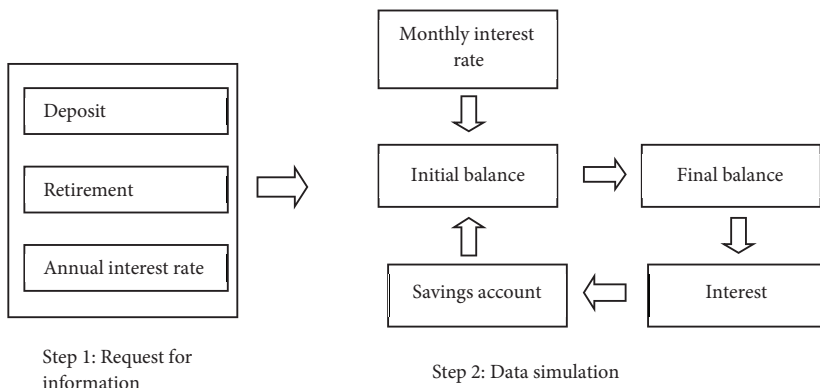 Deposit
Retirement
Annual interest rate
Step 1: Request for
information
Monthly interest
rate
Initial balance
Final balance
Savings account
Interest
Step 2: Data simulation